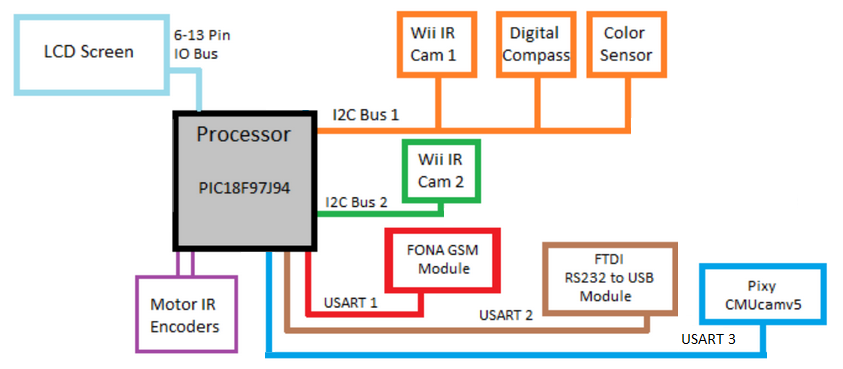 LCD Screen
6-13 Pin
IO Bus
Wii IR
Cam 1
Digital
Compass
Color
Sensor
I2C Bus 1
Processor
PIC18F97J94
Wii IR
Cam 2
I2C Bus 2
FONA GSM
Module
FTDI
RS232 to USB
Module
Pixy
CMUcamv5
Motor IR
Encoders
USART 1
USART 2
USART 3